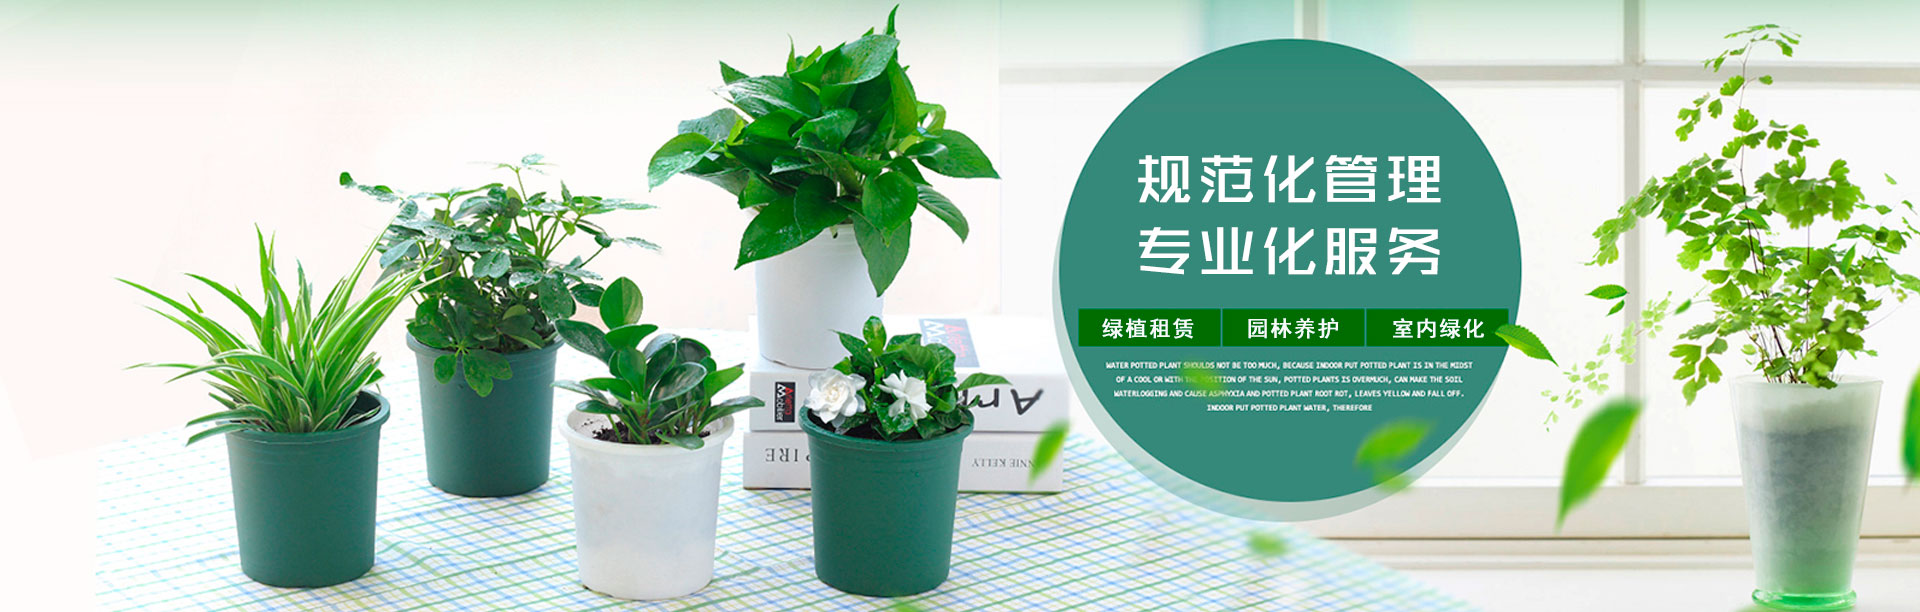 规范化管理
专业化服务
绿植租赁 园林养护 室内绿化
WATER POTTED PLANT SHOULDS NOT BE TOO MUCH, BECAUSE INDOOR PUT POTTED PLANT IS IN THE MIDST
OF A COOL OR WITH THE POSITION OF THE SUN, POTTED PLANTS IS OVERMUCH, CAN MAKE THE SOIL
WATERLOGGING AND CAUSE ASPHYXIA AND POTTED PLANT ROOT ROT, LEAVES YELLOW AND FALL OFF.
INDOOR PUT POTTED PLANT WATER, THEREFORE
PIRE
NNIE KELLY